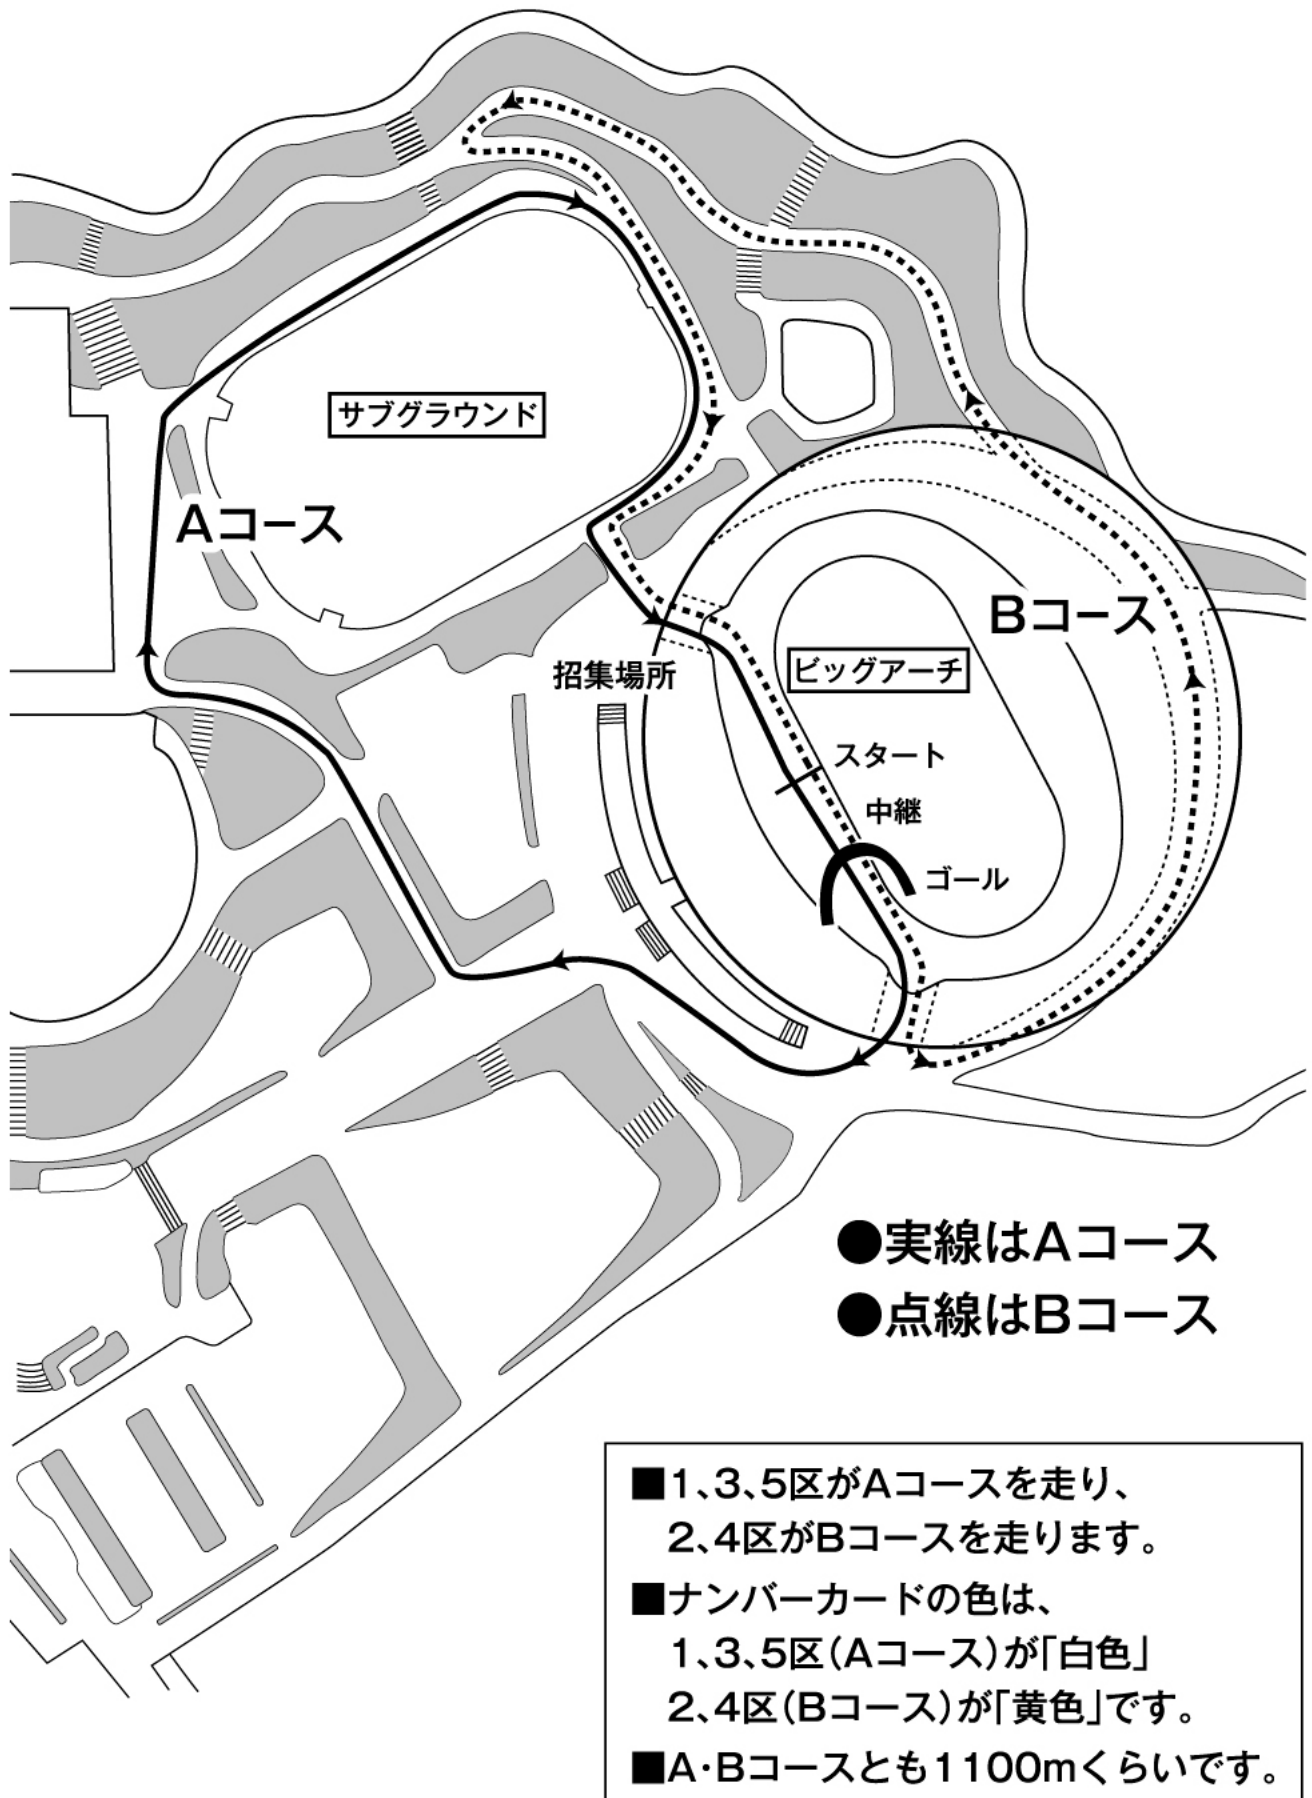 サブグラウンド
Aコース
Bコース
招集場所
ビッグアーチ
スタート
中継
ゴール
●実線はAコース
●点線はBコース
■1、3、5区がAコースを走り、
2、4区がBコースを走ります。
■ナンバーカードの色は、
1、3、5区(Aコース)が「白色」
2、4区(Bコース)が「黄色」です。
■A・Bコースとも1100mくらいです。